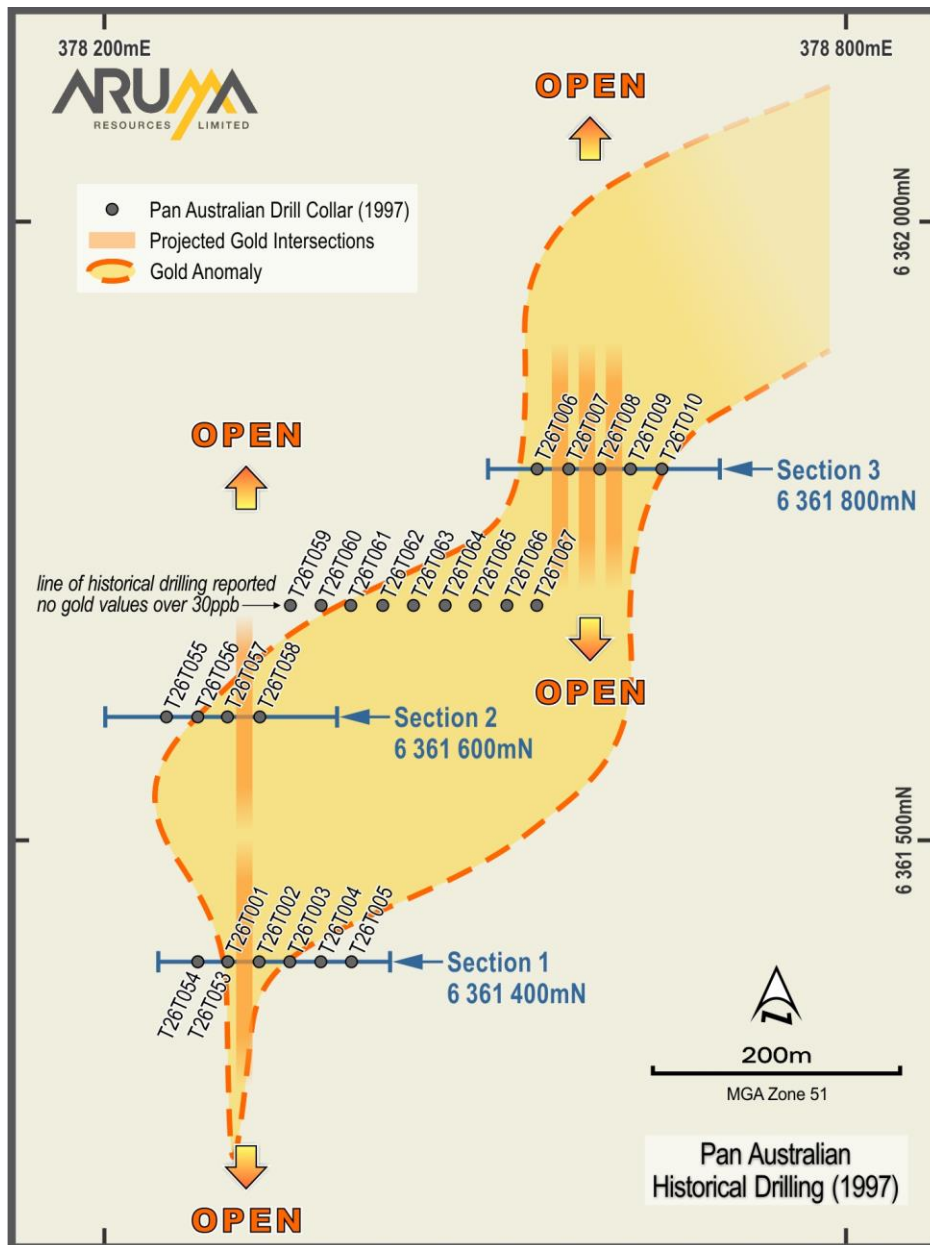 378 200mE
378 800mE
ARUMA
RESOURCES LIMITED
OPEN
Pan Australian Drill Collar (1997)
Projected Gold Intersections
Gold Anomaly
6 362 000mN
T26T006
T26T007
T26T008
T26T009
T26T010
OPEN
Section 3
6 361 800mN
T26T059
T26T060
T26T061
T26T062
T26T063
T26T064
T26T065
T26T066
T26T067
line of historical drilling reported
no gold values over 30ppb
T26T055
T26T056
T26T057
T26T058
OPEN
Section 2
6 361 600mN
6 361 500mN
T26T001
T26T002
T26T003
T26T004
T26T005
T26T054
T26T053
Section 1
6 361 400mN
N
200m
MGA Zone 51
Pan Australian
Historical Drilling (1997)
OPEN